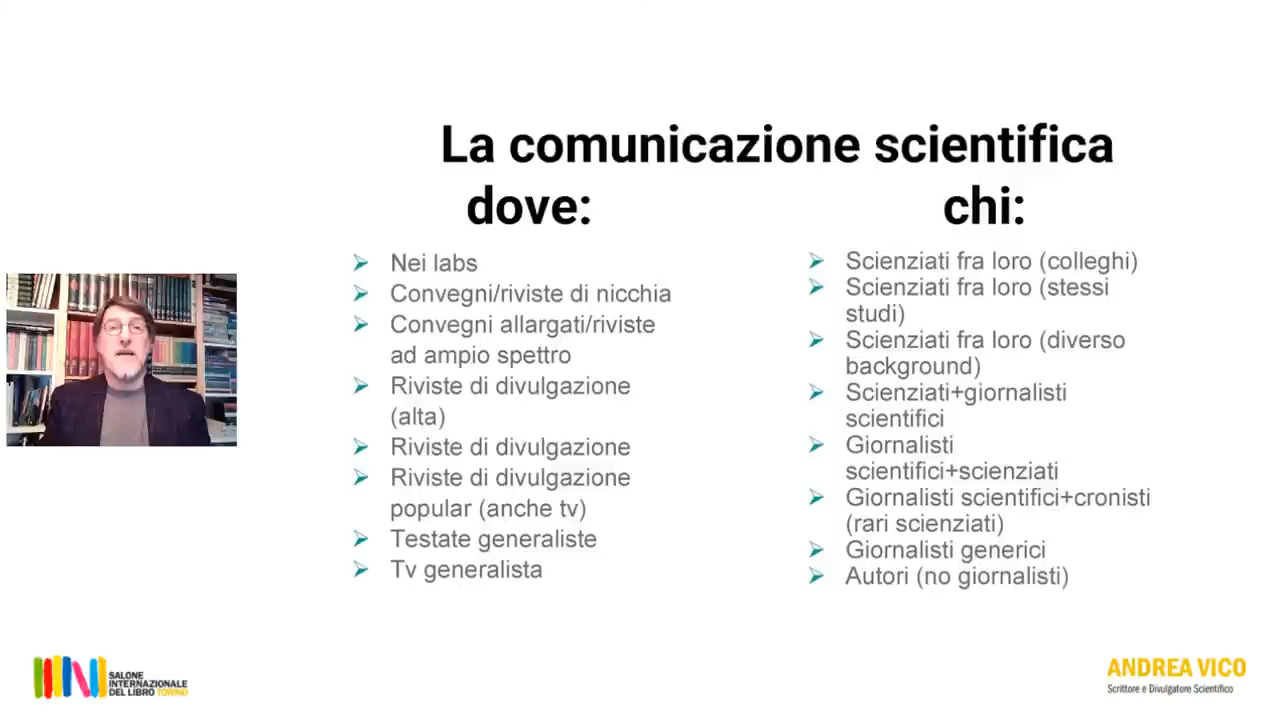 La comunicazione scientifica
dove:
Nei labs
Convegni/riviste di nicchia
Convegni allargati/riviste
ad ampio spettro
Riviste di divulgazione
(alta)
Riviste di divulgazione
Riviste di divulgazione
popular (anche tv)
Testate generaliste
Tv generalista
chi:
Scienziati fra loro (colleghi)
Scienziati fra loro (stessi
studi)
Scienziati fra loro (diverso
background)
Scienziati+giornalisti
scientifici
Giornalisti
scientifici+scienziati
Giornalisti scientifici+cronisti
(rari scienziati)
Giornalisti generici
Autori (no giornalisti)
SALONE
INTERNAZIONALE
DEL LIBRO TORINO
ANDREA VICO
Scrittore e Divulgatore Scientifico